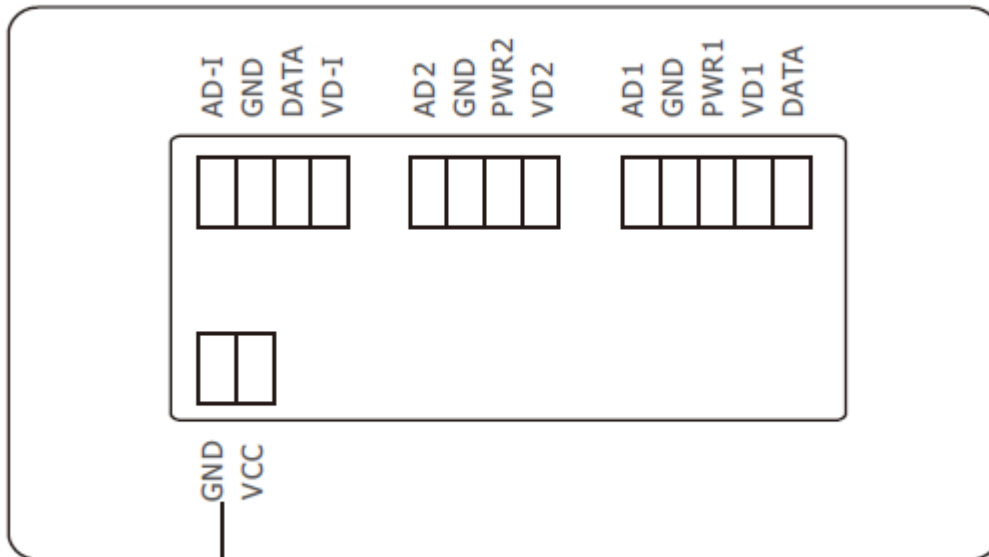 AD-I
GND
DATA
VD-I
AD2
GND
PWR2
VD2
AD1
GND
PWR1
VD1
DATA
GND
VCC